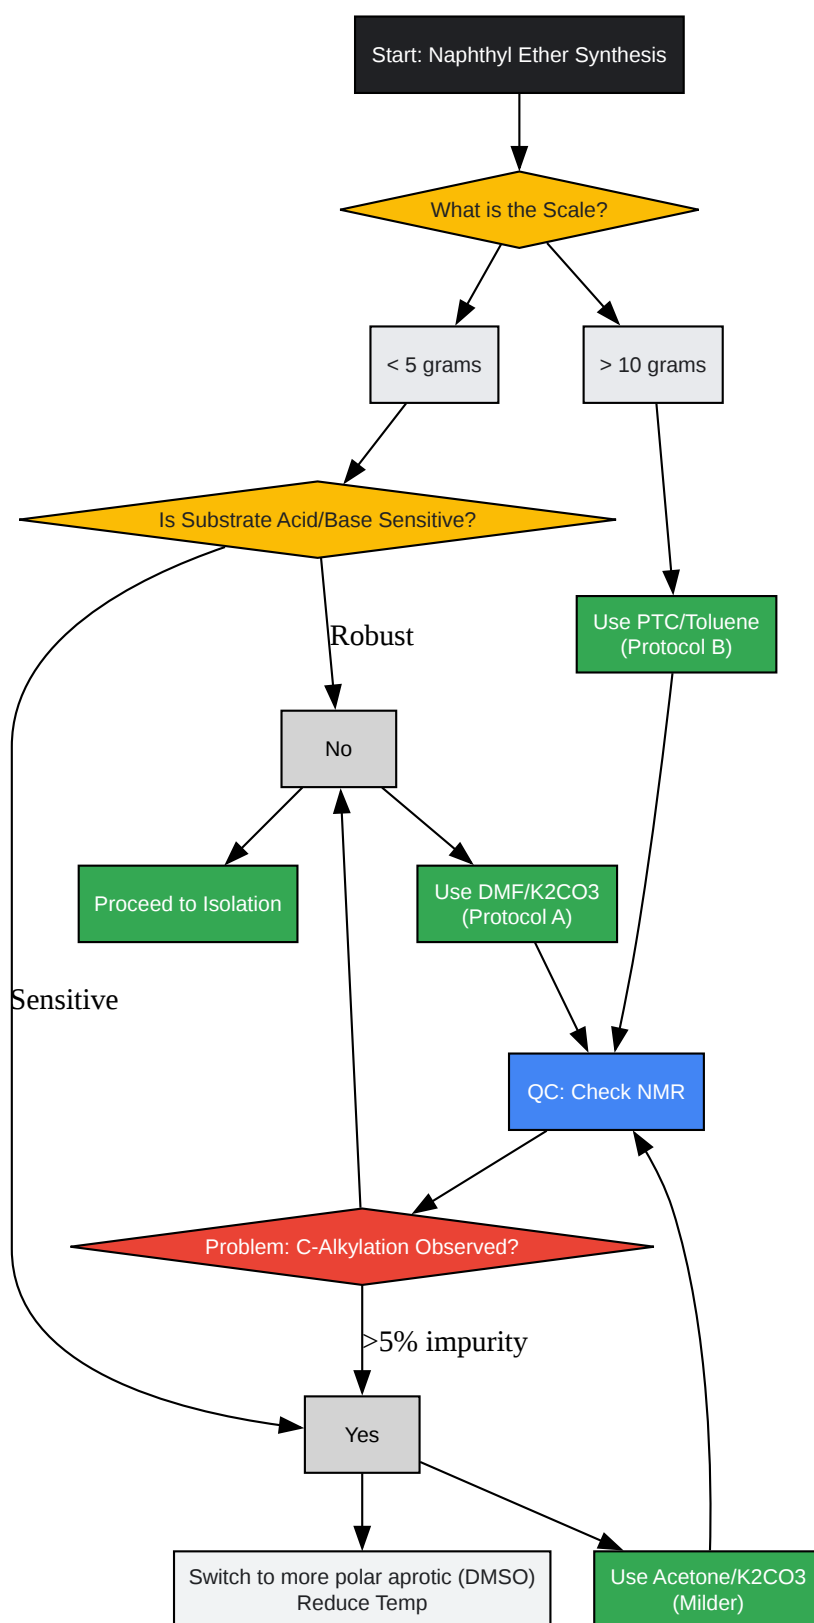 Start: Naphthyl Ether Synthesis
What is the Scale?
< 5 grams
> 10 grams
Is Substrate Acid/Base Sensitive?
Use PTC/Toluene
(Protocol B)
Robust
No
Proceed to Isolation
Use DMF/K2CO3
(Protocol A)
Sensitive
QC: Check NMR
Problem: C-Alkylation Observed?
>5% impurity
Yes
Switch to more polar aprotic (DMSO)
Reduce Temp
Use Acetone/K2CO3
(Milder)